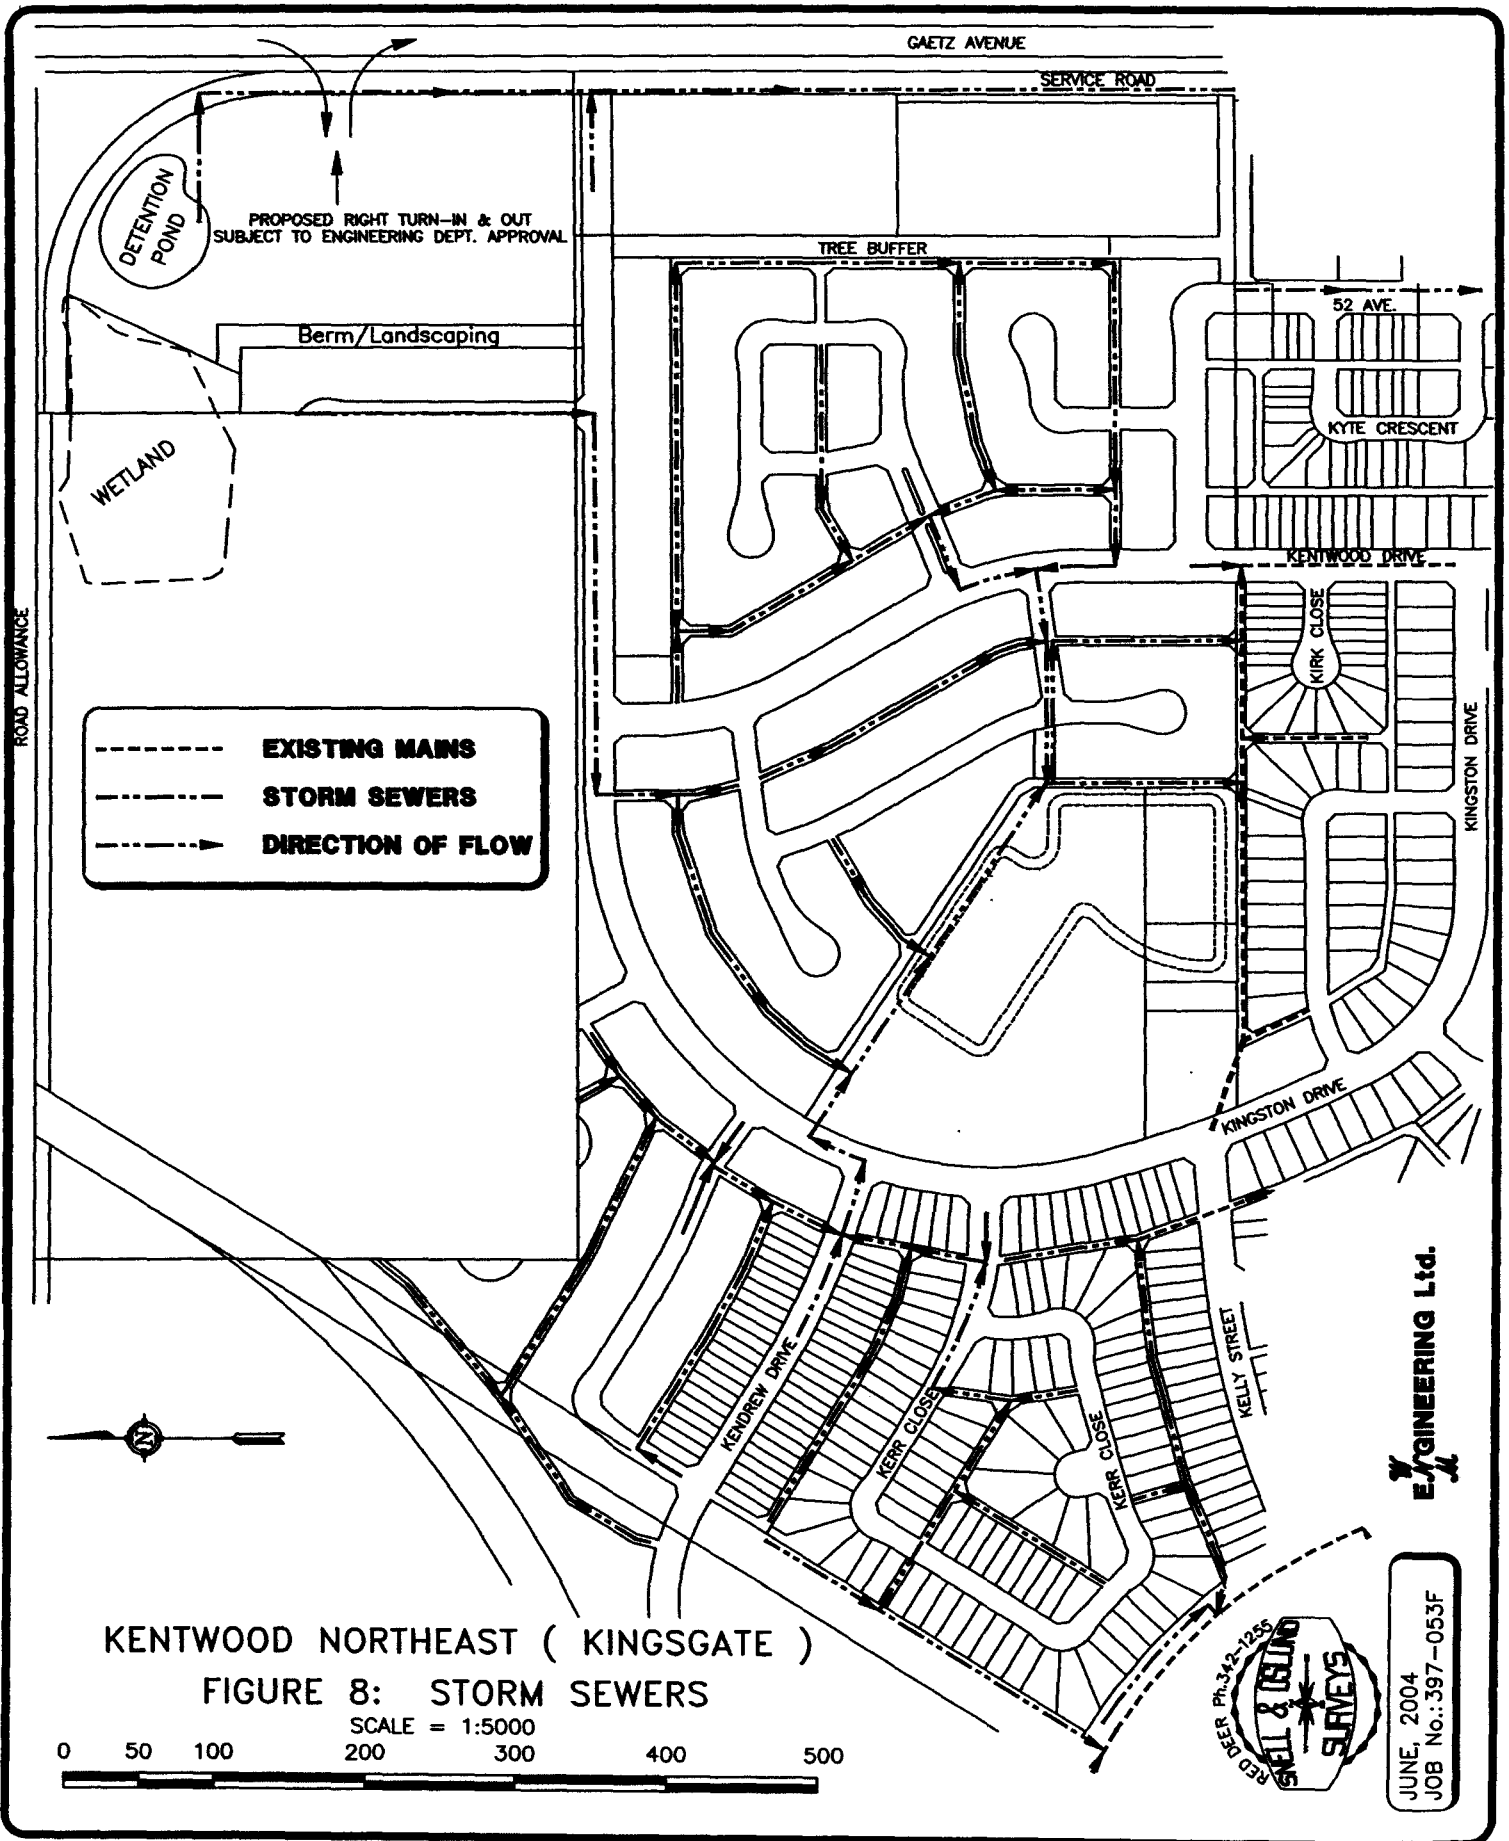 GAETZ AVENUE
SERVICE ROAD
DETENTION
POND
PROPOSED RIGHT TURN-IN & OUT
SUBJECT TO ENGINEERING DEPT. APPROVAL
TREE BUFFER
52 AVE.
Berm/Landscaping
KYTE CRESCENT
WETLAND
KENTWOOD DRIVE
KIRK CLOSE
ROAD ALLOWANCE
KINGSTON DRIVE
EXISTING MAINS
STORM SEWERS
DIRECTION OF FLOW
KINGSTON DRIVE
KELLY STREET
KENDREW DRIVE
KERR CLOSE
KERR CLOSE
N
W
ENGINEERING Ltd.
M
KENTWOOD NORTHEAST ( KINGSGATE )
FIGURE 8: STORM SEWERS
SCALE = 1:5000
0 50 100 200 300 400 500
RED DEER Ph.342-1255
SNELL & OSLUND
SURVEYS
JUNE, 2004
JOB No.: 397-053F